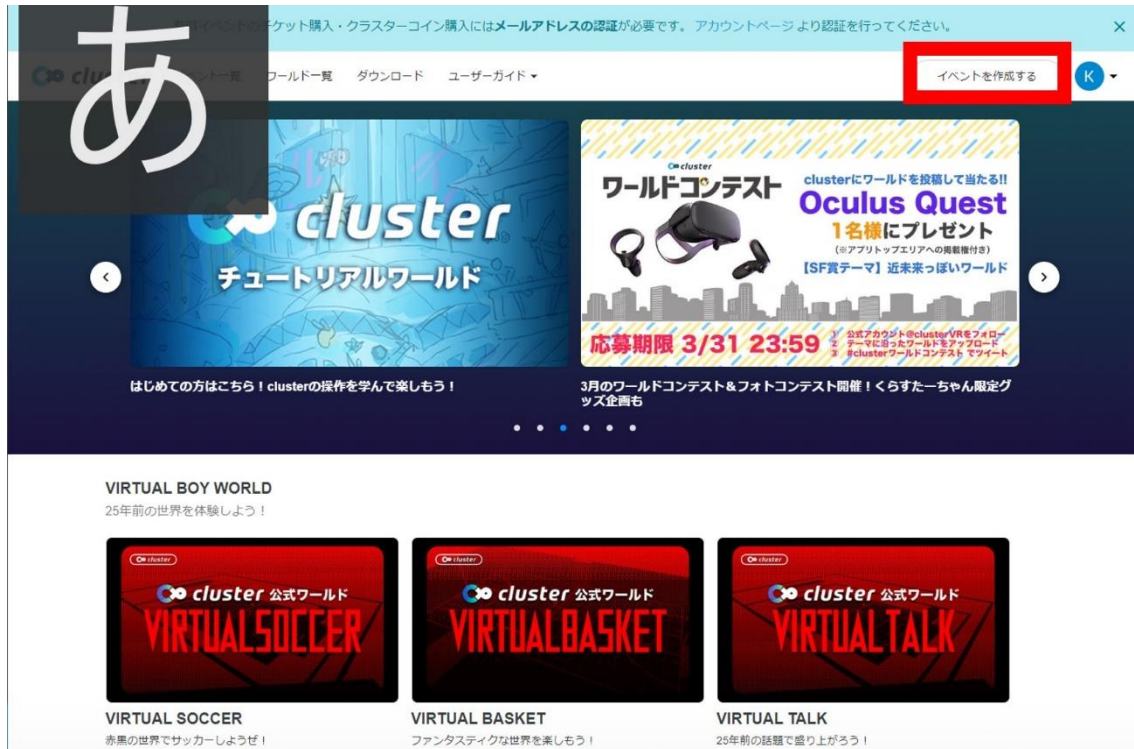 あ
チケット購入・クラスターコイン購入にはメールアドレスの認証が必要です。 アカウントページ より認証を行ってください。
×
ワールド一覧 ダウンロード ユーザーガイド
イベントを作成する
K
cluster
チュートリアルワールド
はじめての方はこちら！clusterの操作を学んで楽しもう！
cluster
ワールドコンテスト
clusterにワールドを投稿して当たる!!
Oculus Quest
1名様にプレゼント
(※アプリトップエリアへの掲載権付き)
【SF賞テーマ】近未来っぽいワールド
応募期限 3/31 23:59
1 公式アカウント@clusterVRをフォロー
2 テーマに沿ったワールドをアップロード
3 #clusterワールドコンテスト でツイート
3月のワールドコンテスト＆フォトコンテスト開催！くらすたーちゃん限定グ
ッズ企画も
VIRTUAL BOY WORLD
25年前の世界を体験しよう！
cluster
cluster 公式ワールド
VIRTUAL SOCCER
VIRTUAL SOCCER
赤黒の世界でサッカーしようぜ！
cluster
cluster 公式ワールド
VIRTUAL BASKET
VIRTUAL BASKET
ファンタスティクな世界を楽しもう！
cluster
cluster 公式ワールド
VIRTUAL TALK
VIRTUAL TALK
25年前の話題で盛り上がろう！